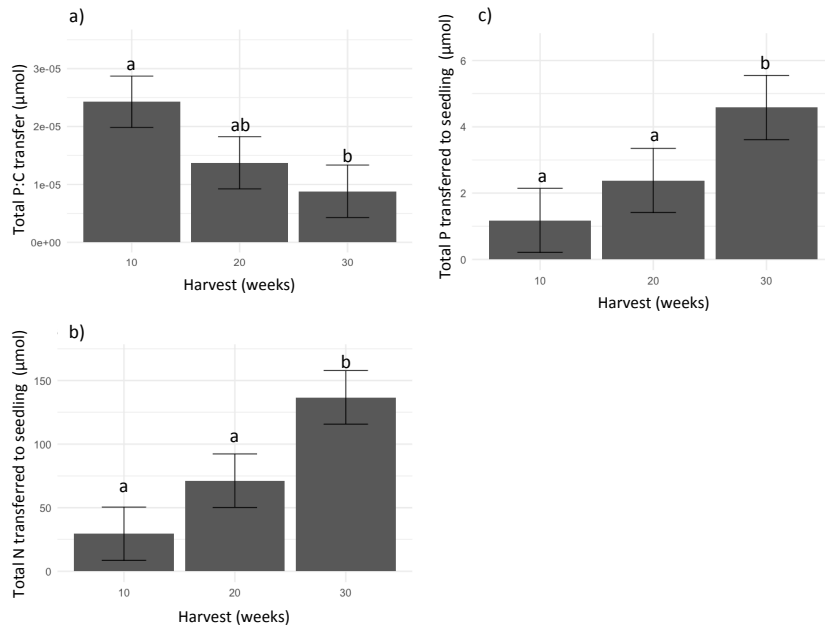 a)
Total P:C transfer (μmol)
3e-05
2e-05
1e-05
0e+00
a
ab
b
10
20
30
Harvest (weeks)
c)
Total P transferred to seedling (μmol)
6
4
2
0
a
a
b
10
20
30
Harvest (weeks)
b)
Total N transferred to seedling (μmol)
150
100
50
0
a
a
b
10
20
30
Harvest (weeks)